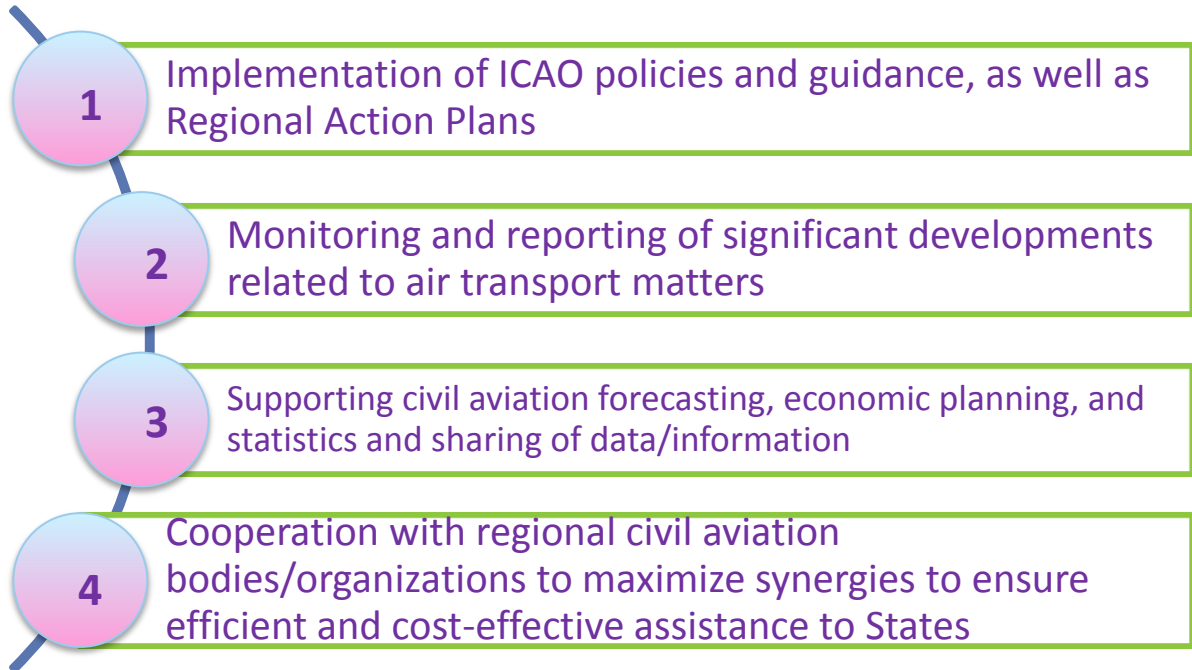 1
Implementation of ICAO policies and guidance, as well as
Regional Action Plans
2
Monitoring and reporting of significant developments
related to air transport matters
3
Supporting civil aviation forecasting, economic planning, and
statistics and sharing of data/information
4
Cooperation with regional civil aviation
bodies/organizations to maximize synergies to ensure
efficient and cost-effective assistance to States